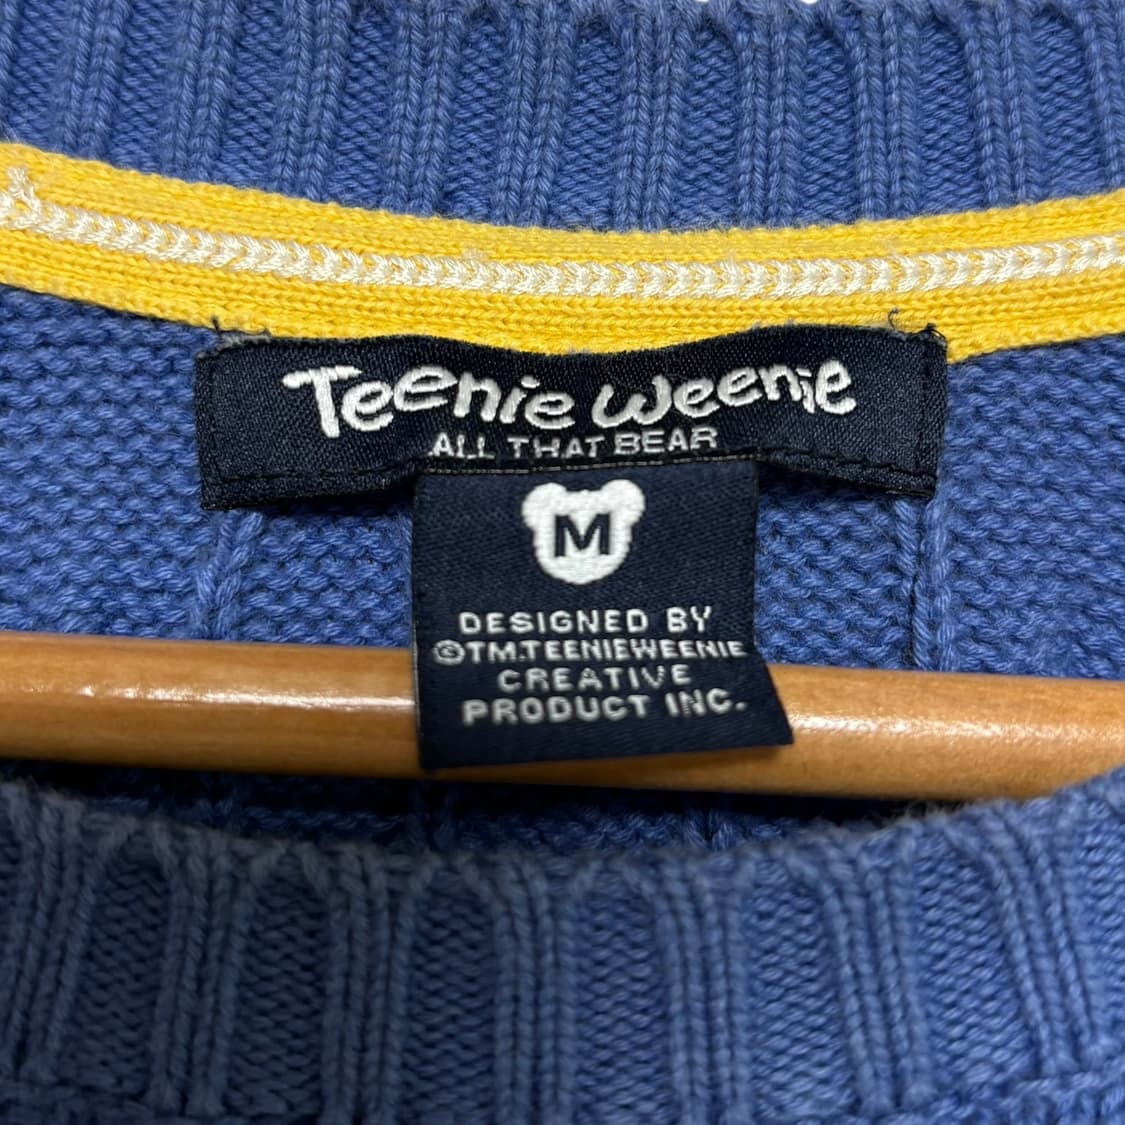 Teenie Weenie
ALL THAT BEAR
M
DESIGNED BY
©TM.TEENIEWEENIE
CREATIVE
PRODUCT INC.